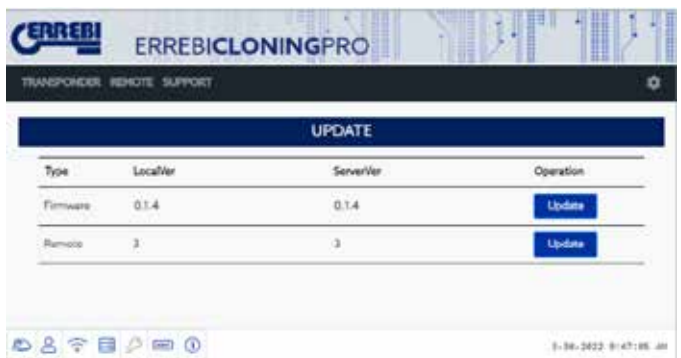 ERREBI
ERREBICLONINGPRO
TRANSPONDER REMOTE SUPPORT
UPDATE
Type LocalVer ServerVer Operation
Firmware 0.1.4 0.1.4 Update
Remote 3 3 Update